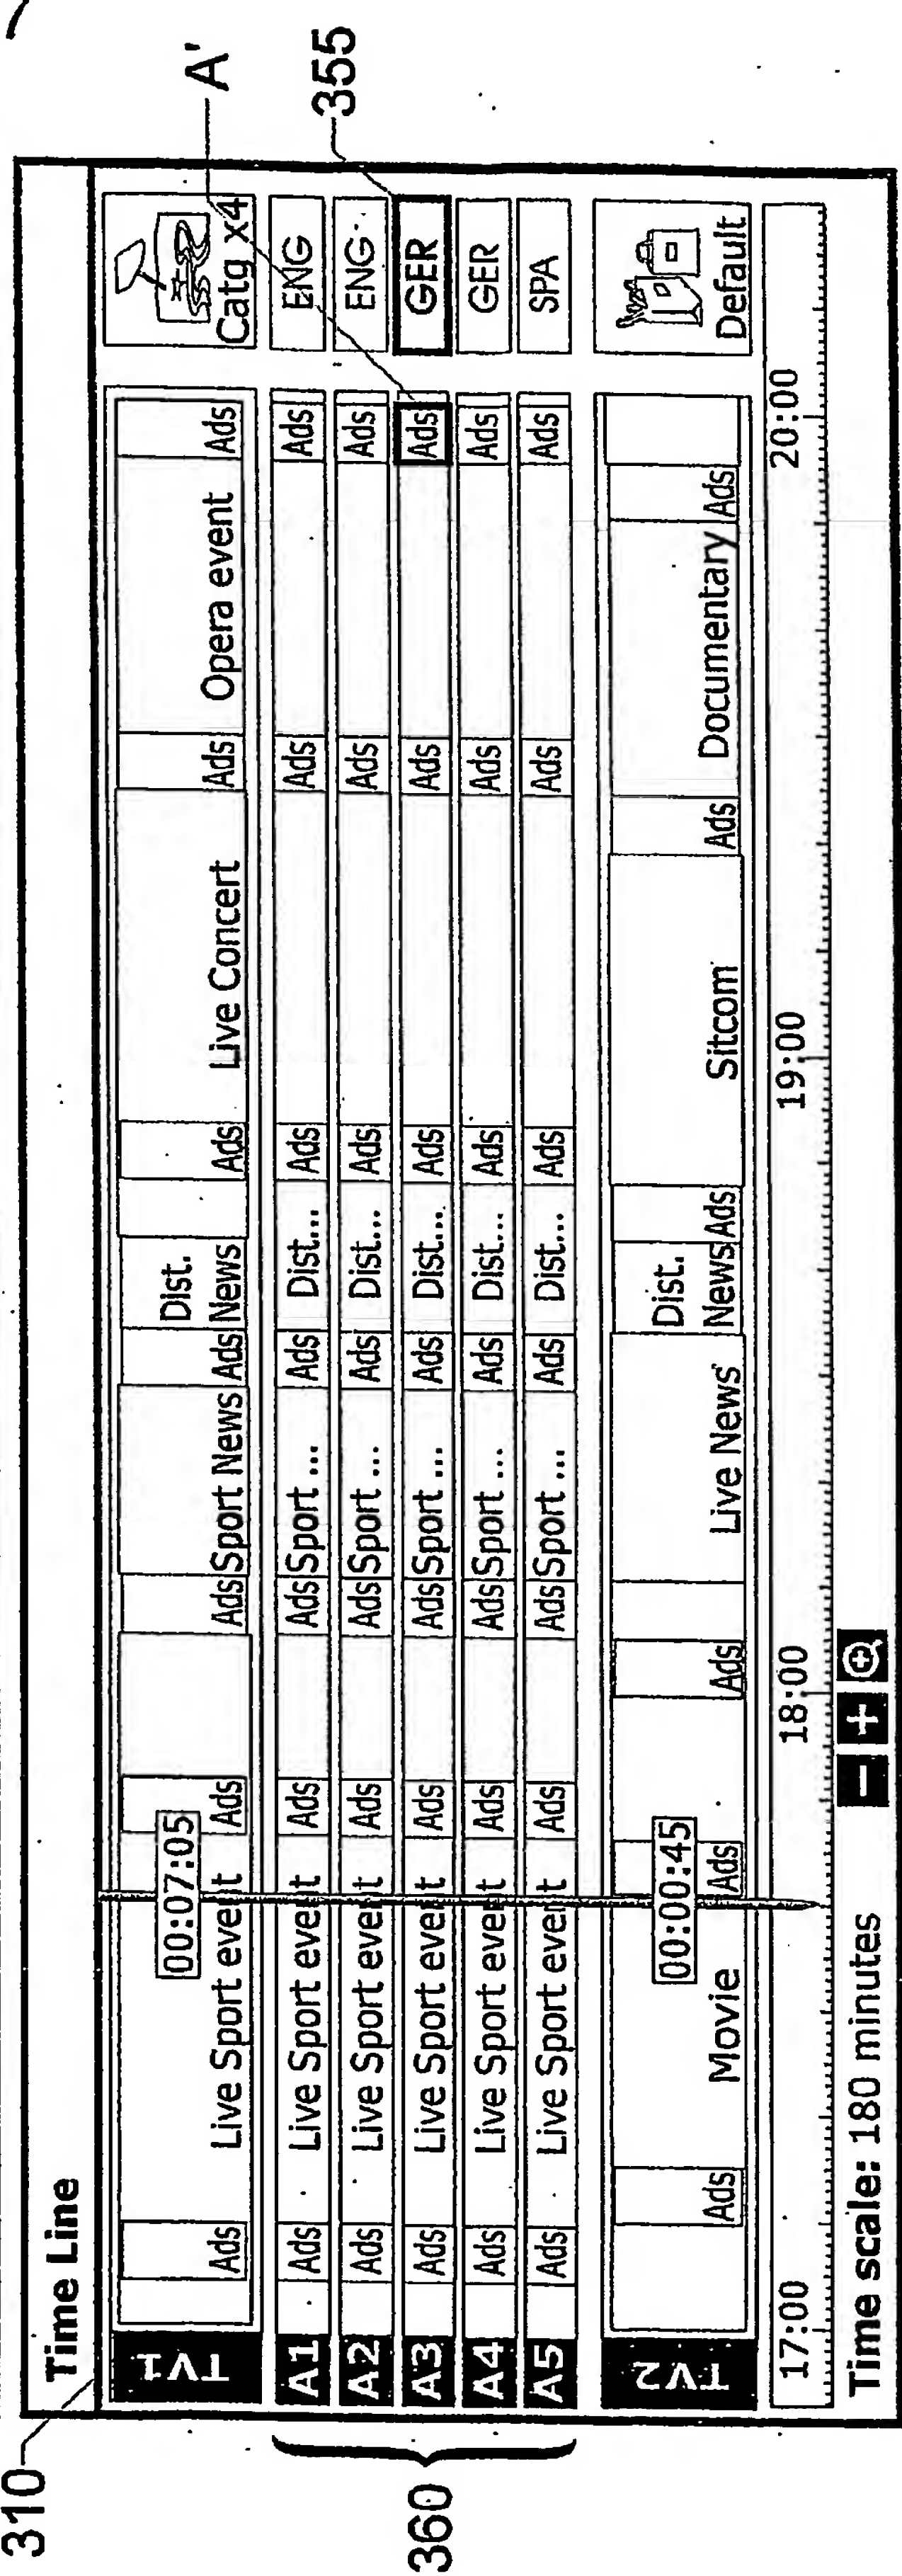 310
Time Line
A'
TV1
Ads
Live Sport event
00:07:05
Ads
Ads
Sport News
Ads
Dist.
News
Ads
Live Concert
Ads
Opera event
Ads
Catg x4
360
A1
Ads
Live Sport event
Ads
Ads
Sport ...
Ads
Dist...
Ads
Ads
Ads
ENG
A2
Ads
Live Sport event
Ads
Ads
Sport ...
Ads
Dist...
Ads
Ads
Ads
ENG
A3
Ads
Live Sport event
Ads
Ads
Sport ...
Ads
Dist...
Ads
Ads
Ads
GER
355
A4
Ads
Live Sport event
Ads
Ads
Sport ...
Ads
Dist...
Ads
Ads
Ads
GER
A5
Ads
Live Sport event
Ads
Ads
Sport ...
Ads
Dist...
Ads
Ads
Ads
SPA
TV2
Ads
Movie
00:00:45
Ads
Ads
Live News
Dist.
News
Ads
Sitcom
Ads
Documentary
Ads
Default
17:00
18:00
19:00
20:00
Time scale: 180 minutes